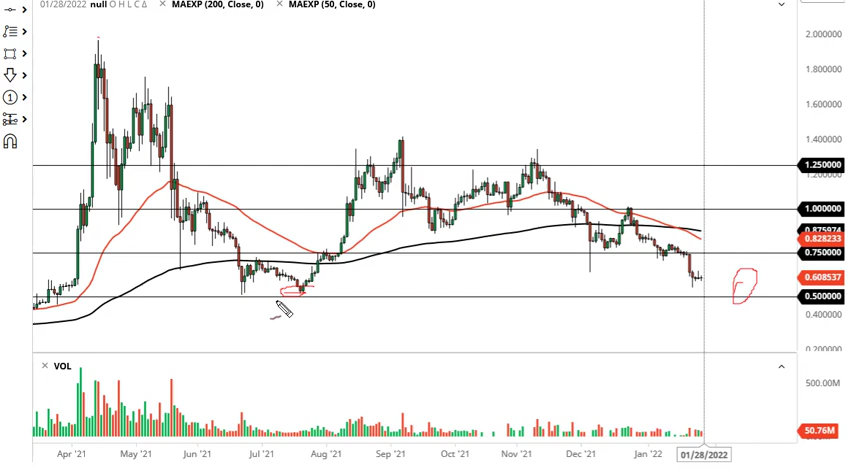 01/28/2022 null O H L C Δ × MAEXP (200, Close, 0) × MAEXP (50, Close, 0)
2.000000
1.800000
1.600000
1.400000
1.250000
1.200000
1.000000
0.875974
0.829233
0.750000
0.608537
0.500000
0.400000
0.200000
× VOL
500.00M
50.76M
Apr '21 May '21 Jun '21 Jul '21 Aug '21 Sep '21 Oct '21 Nov '21 Dec '21 Jan '22 01/28/2022